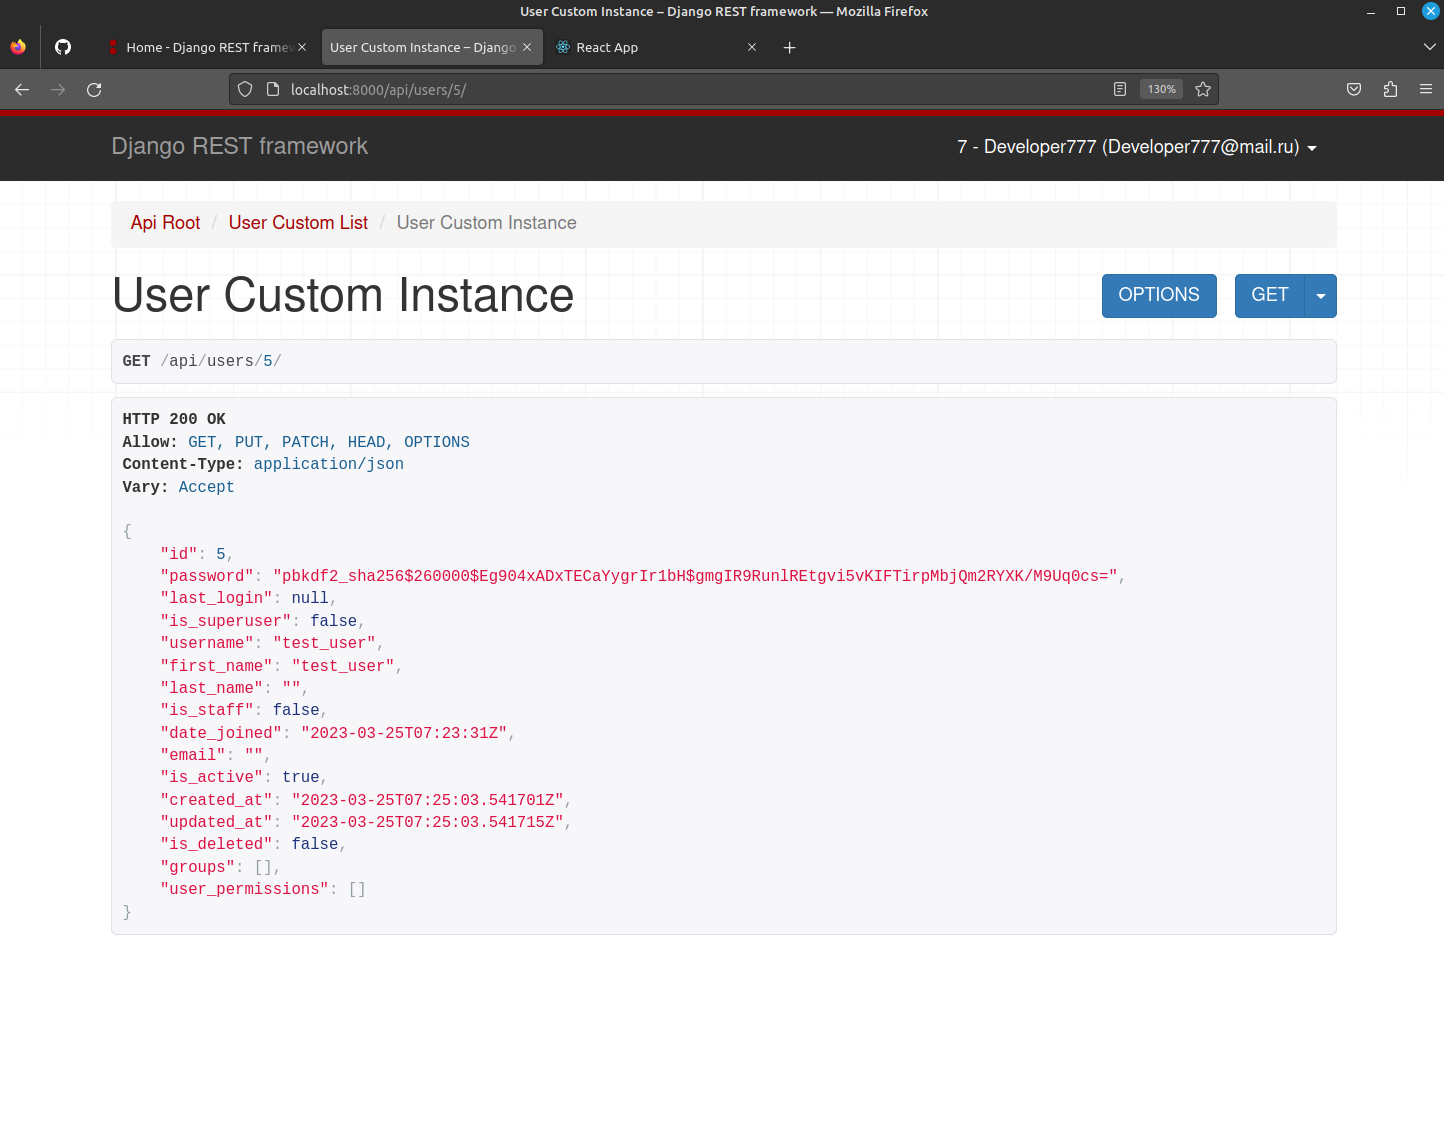 User Custom Instance – Django REST framework — Mozilla Firefox
Home - Django REST framew
User Custom Instance – Django
React App
localhost:8000/api/users/5/
130%
Django REST framework
7 - Developer777 (Developer777@mail.ru)
Api Root / User Custom List / User Custom Instance
User Custom Instance
OPTIONS
GET
GET /api/users/5/
HTTP 200 OK
Allow: GET, PUT, PATCH, HEAD, OPTIONS
Content-Type: application/json
Vary: Accept
{
"id": 5,
"password": "pbkdf2_sha256$260000$Eg904xADxTECaYygrIr1bH$gmgIR9RunlREtgvi5vKIFTirpMbjQm2RYXK/M9Uq0cs=",
"last_login": null,
"is_superuser": false,
"username": "test_user",
"first_name": "test_user",
"last_name": "",
"is_staff": false,
"date_joined": "2023-03-25T07:23:31Z",
"email": "",
"is_active": true,
"created_at": "2023-03-25T07:25:03.541701Z",
"updated_at": "2023-03-25T07:25:03.541715Z",
"is_deleted": false,
"groups": [],
"user_permissions": []
}